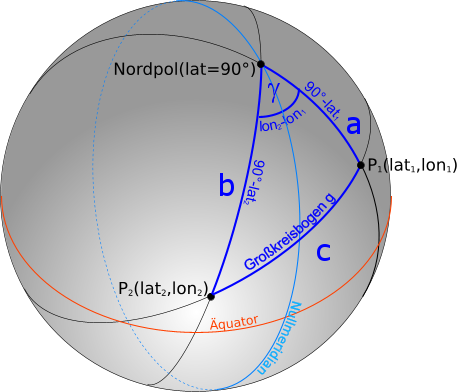 Nordpol(lat=90°)
γ
90°-lat₁
a
lon₂-lon₁
P₁(lat₁,lon₁)
b
90°-lat₂
Großkreisbogen g
c
P₂(lat₂,lon₂)
Äquator
Nullmeridian